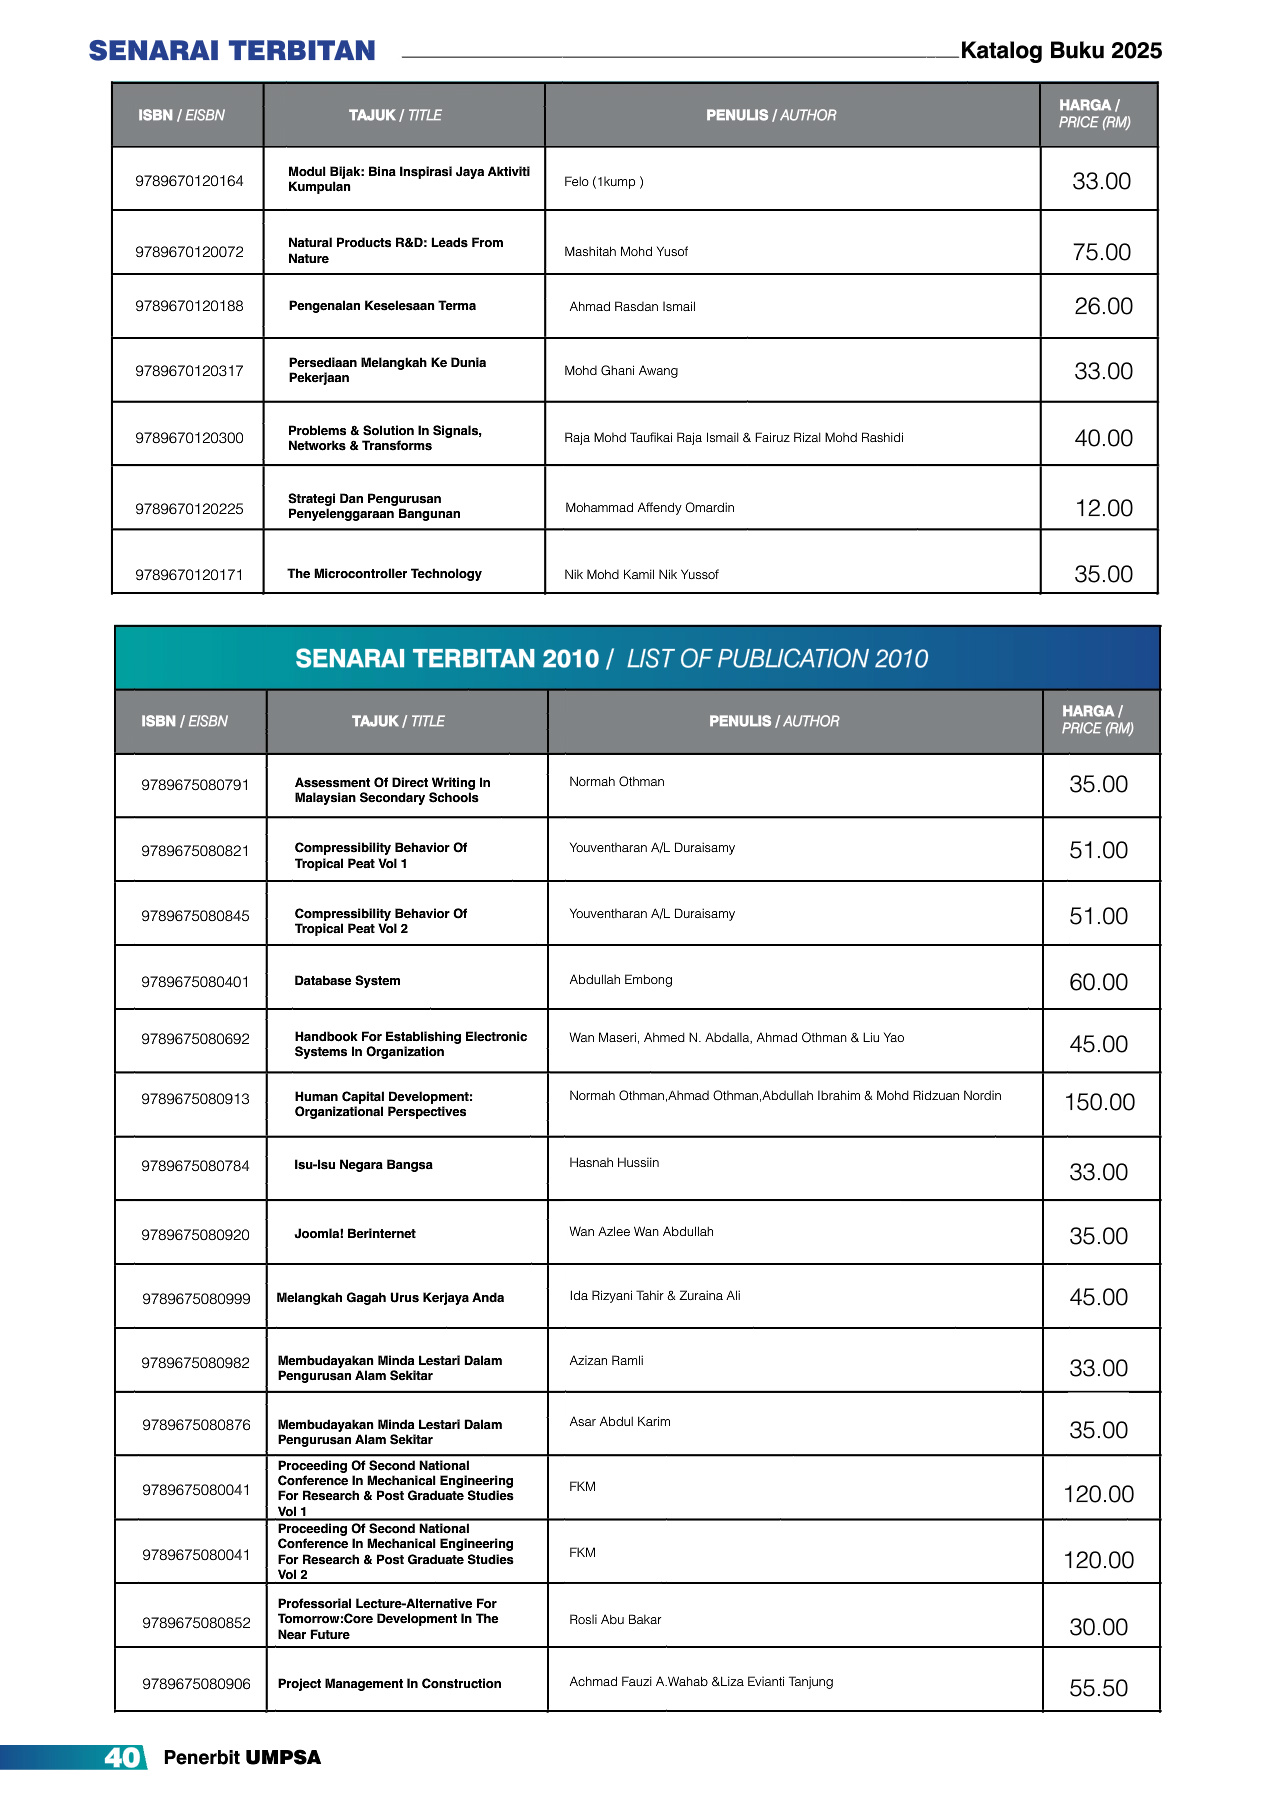 SENARAI TERBITAN
Katalog Buku 2025
ISBN / EISBN TAJUK / TITLE PENULIS / AUTHOR HARGA / PRICE (RM)
9789670120164 Modul Bijak: Bina Inspirasi Jaya Aktiviti
Kumpulan Felo (1kump ) 33.00
9789670120072 Natural Products R&D: Leads From
Nature Mashitah Mohd Yusof 75.00
9789670120188 Pengenalan Keselesaan Terma Ahmad Rasdan Ismail 26.00
9789670120317 Persediaan Melangkah Ke Dunia
Pekerjaan Mohd Ghani Awang 33.00
9789670120300 Problems & Solution In Signals,
Networks & Transforms Raja Mohd Taufikai Raja Ismail & Fairuz Rizal Mohd Rashidi 40.00
9789670120225 Strategi Dan Pengurusan
Penyelenggaraan Bangunan Mohammad Affendy Omardin 12.00
9789670120171 The Microcontroller Technology Nik Mohd Kamil Nik Yussof 35.00
SENARAI TERBITAN 2010 / LIST OF PUBLICATION 2010
ISBN / EISBN TAJUK / TITLE PENULIS / AUTHOR HARGA / PRICE (RM)
9789675080791 Assessment Of Direct Writing In
Malaysian Secondary Schools Normah Othman 35.00
9789675080821 Compressibility Behavior Of
Tropical Peat Vol 1 Youventharan A/L Duraisamy 51.00
9789675080845 Compressibility Behavior Of
Tropical Peat Vol 2 Youventharan A/L Duraisamy 51.00
9789675080401 Database System Abdullah Embong 60.00
9789675080692 Handbook For Establishing Electronic
Systems In Organization Wan Maseri, Ahmed N. Abdalla, Ahmad Othman & Liu Yao 45.00
9789675080913 Human Capital Development:
Organizational Perspectives Normah Othman,Ahmad Othman,Abdullah Ibrahim & Mohd Ridzuan Nordin 150.00
9789675080784 Isu-Isu Negara Bangsa Hasnah Hussiin 33.00
9789675080920 Joomla! Berinternet Wan Azlee Wan Abdullah 35.00
9789675080999 Melangkah Gagah Urus Kerjaya Anda Ida Rizyani Tahir & Zuraina Ali 45.00
9789675080982 Membudayakan Minda Lestari Dalam
Pengurusan Alam Sekitar Azizan Ramli 33.00
9789675080876 Membudayakan Minda Lestari Dalam
Pengurusan Alam Sekitar Asar Abdul Karim 35.00
9789675080041 Proceeding Of Second National
Conference In Mechanical Engineering
For Research & Post Graduate Studies
Vol 1 FKM 120.00
9789675080041 Proceeding Of Second National
Conference In Mechanical Engineering
For Research & Post Graduate Studies
Vol 2 FKM 120.00
9789675080852 Professorial Lecture-Alternative For
Tomorrow:Core Development In The
Near Future Rosli Abu Bakar 30.00
9789675080906 Project Management In Construction Achmad Fauzi A.Wahab &Liza Evianti Tanjung 55.50
40 Penerbit UMPSA